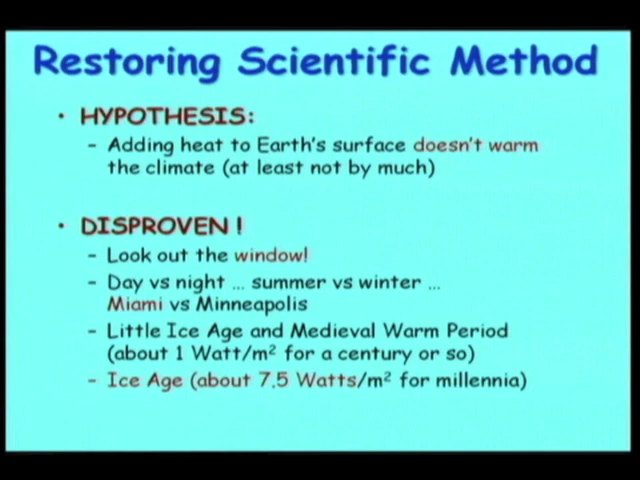 Restoring Scientific Method
• HYPOTHESIS:
– Adding heat to Earth's surface doesn't warm
the climate (at least not by much)
• DISPROVEN !
– Look out the window!
– Day vs night ... summer vs winter ...
Miami vs Minneapolis
– Little Ice Age and Medieval Warm Period
(about 1 Watt/m² for a century or so)
– Ice Age (about 7.5 Watts/m² for millennia)